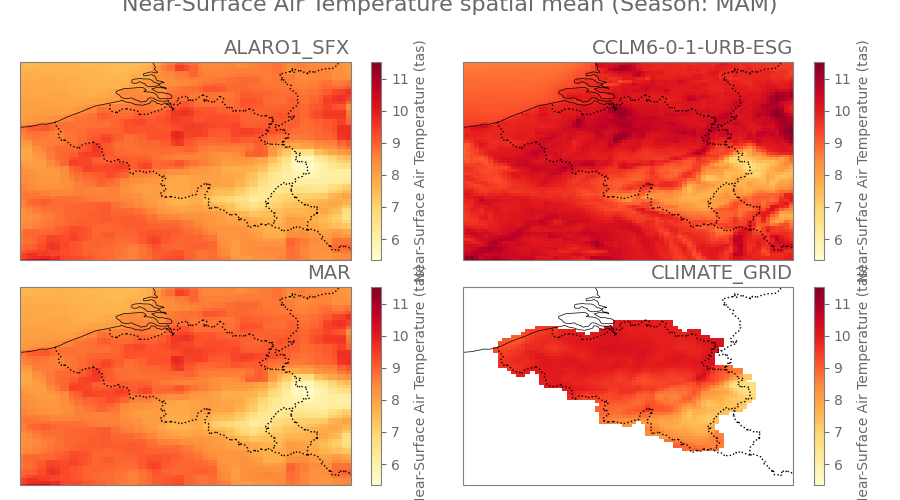 Near-Surface Air Temperature spatial mean (Season: MAM)
ALARO1_SFX
11
10
9
8
7
6
Near-Surface Air Temperature (tas)
CCLM6-0-1-URB-ESG
11
10
9
8
7
6
Near-Surface Air Temperature (tas)
MAR
11
10
9
8
7
6
Near-Surface Air Temperature (tas)
CLIMATE_GRID
11
10
9
8
7
6
Near-Surface Air Temperature (tas)